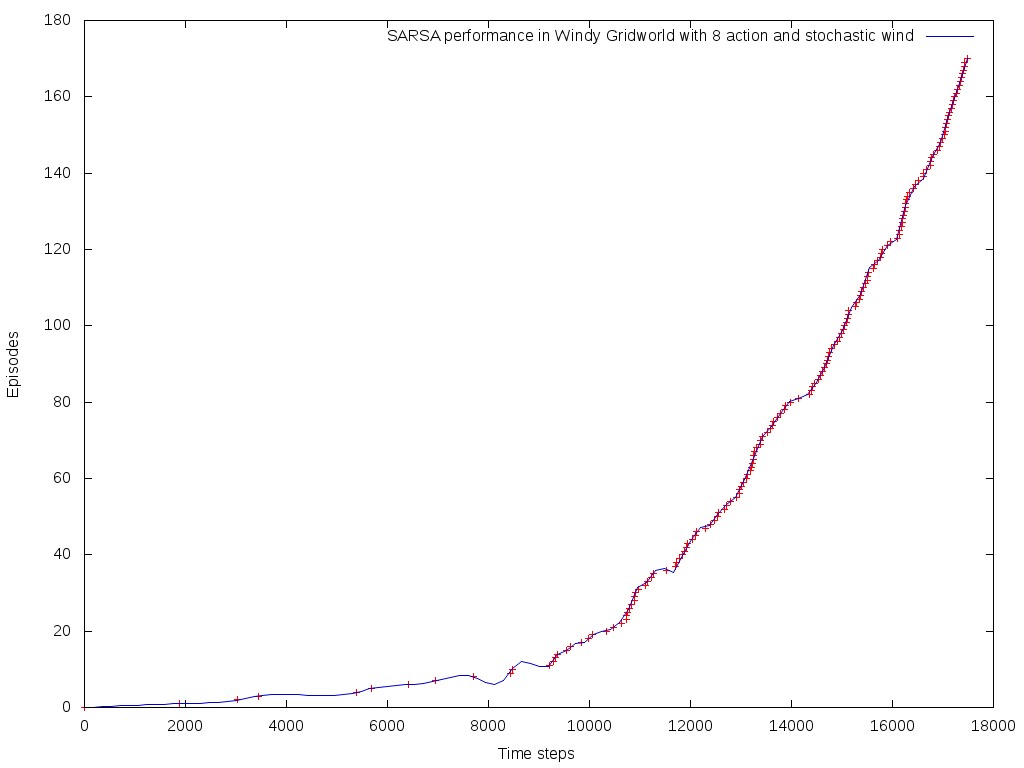 SARSA performance in Windy Gridworld with 8 action and stochastic wind
180
160
140
120
100
80
60
40
20
0
Episodes
0 2000 4000 6000 8000 10000 12000 14000 16000 18000
Time steps